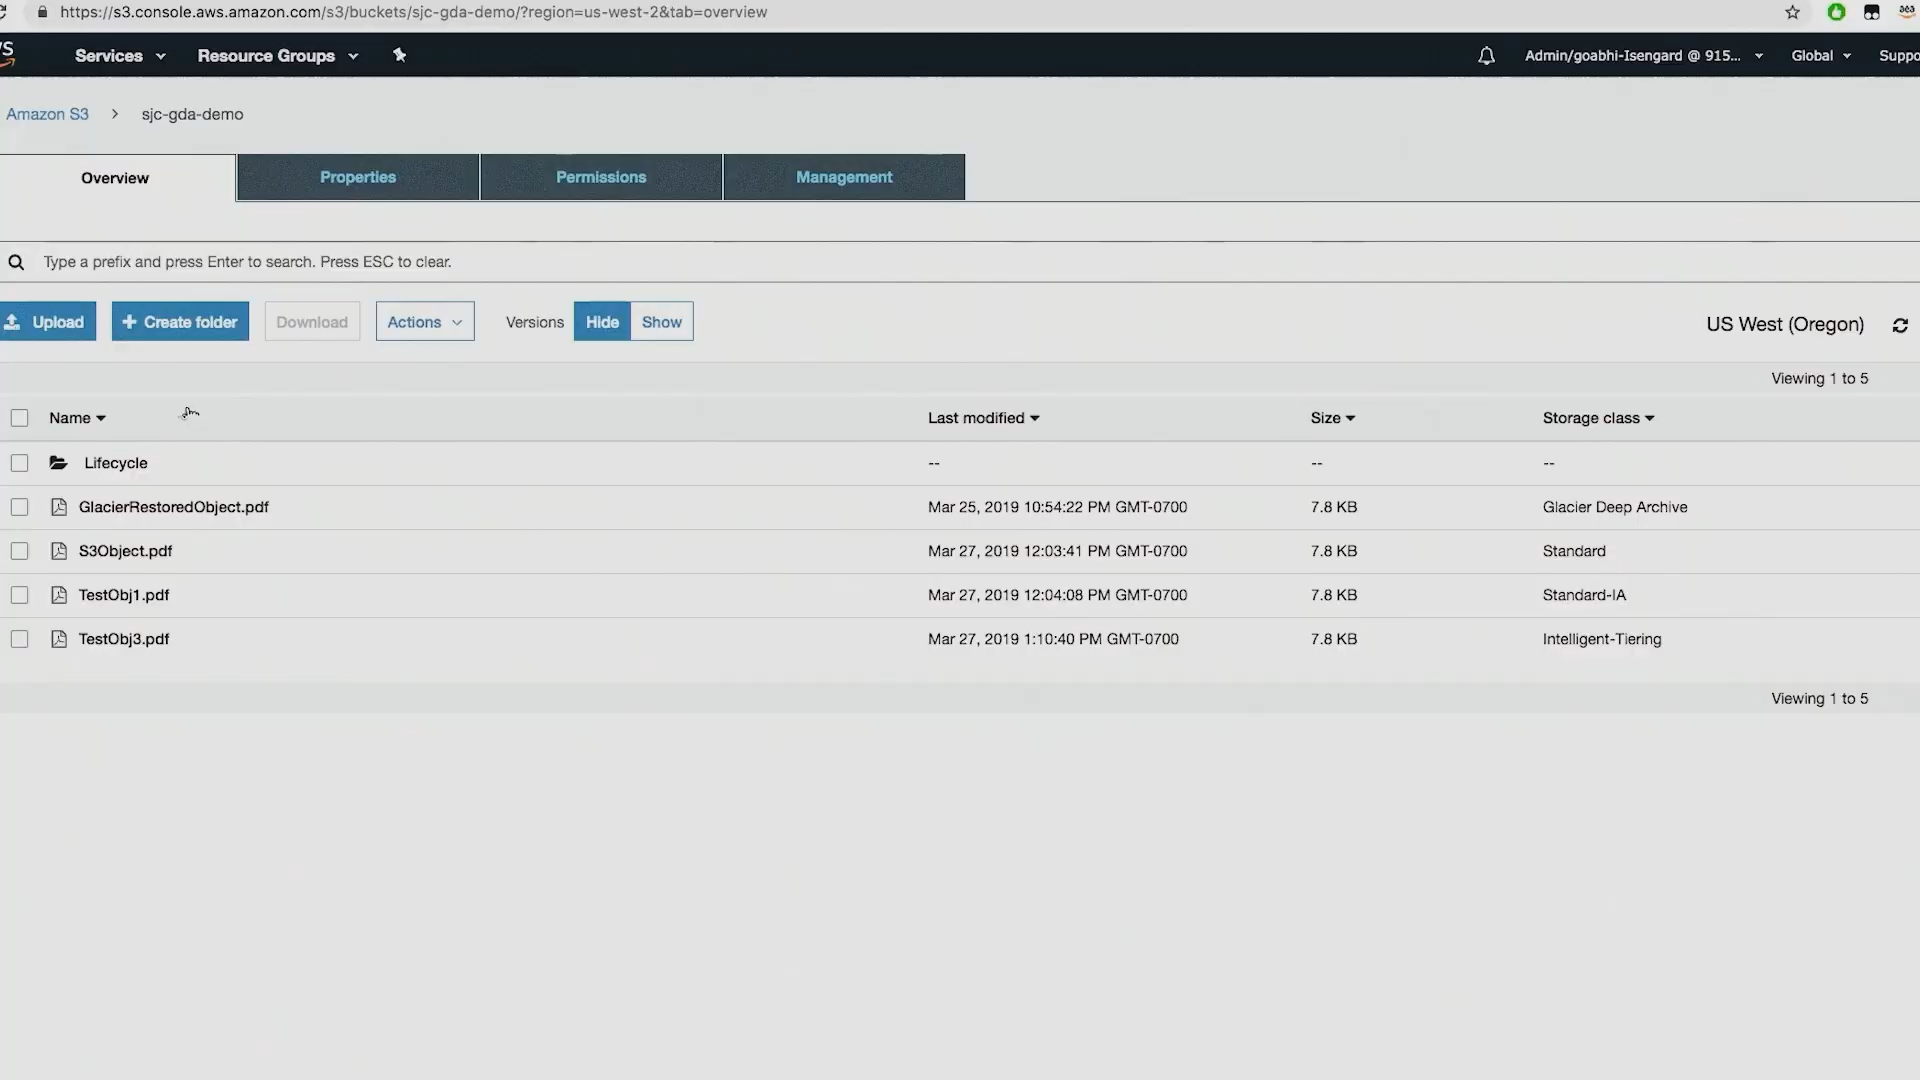 https://s3.console.aws.amazon.com/s3/buckets/sjc-gda-demo/?region=us-west-2&tab=overview
Services Resource Groups Admin/goabhi-Isengard @ 915... Global Suppo
Amazon S3 > sjc-gda-demo
Overview Properties Permissions Management
Type a prefix and press Enter to search. Press ESC to clear.
Upload + Create folder Download Actions Versions Hide Show US West (Oregon)
Viewing 1 to 5
Name Last modified Size Storage class
Lifecycle -- -- --
GlacierRestoredObject.pdf Mar 25, 2019 10:54:22 PM GMT-0700 7.8 KB Glacier Deep Archive
S3Object.pdf Mar 27, 2019 12:03:41 PM GMT-0700 7.8 KB Standard
TestObj1.pdf Mar 27, 2019 12:04:08 PM GMT-0700 7.8 KB Standard-IA
TestObj3.pdf Mar 27, 2019 1:10:40 PM GMT-0700 7.8 KB Intelligent-Tiering
Viewing 1 to 5